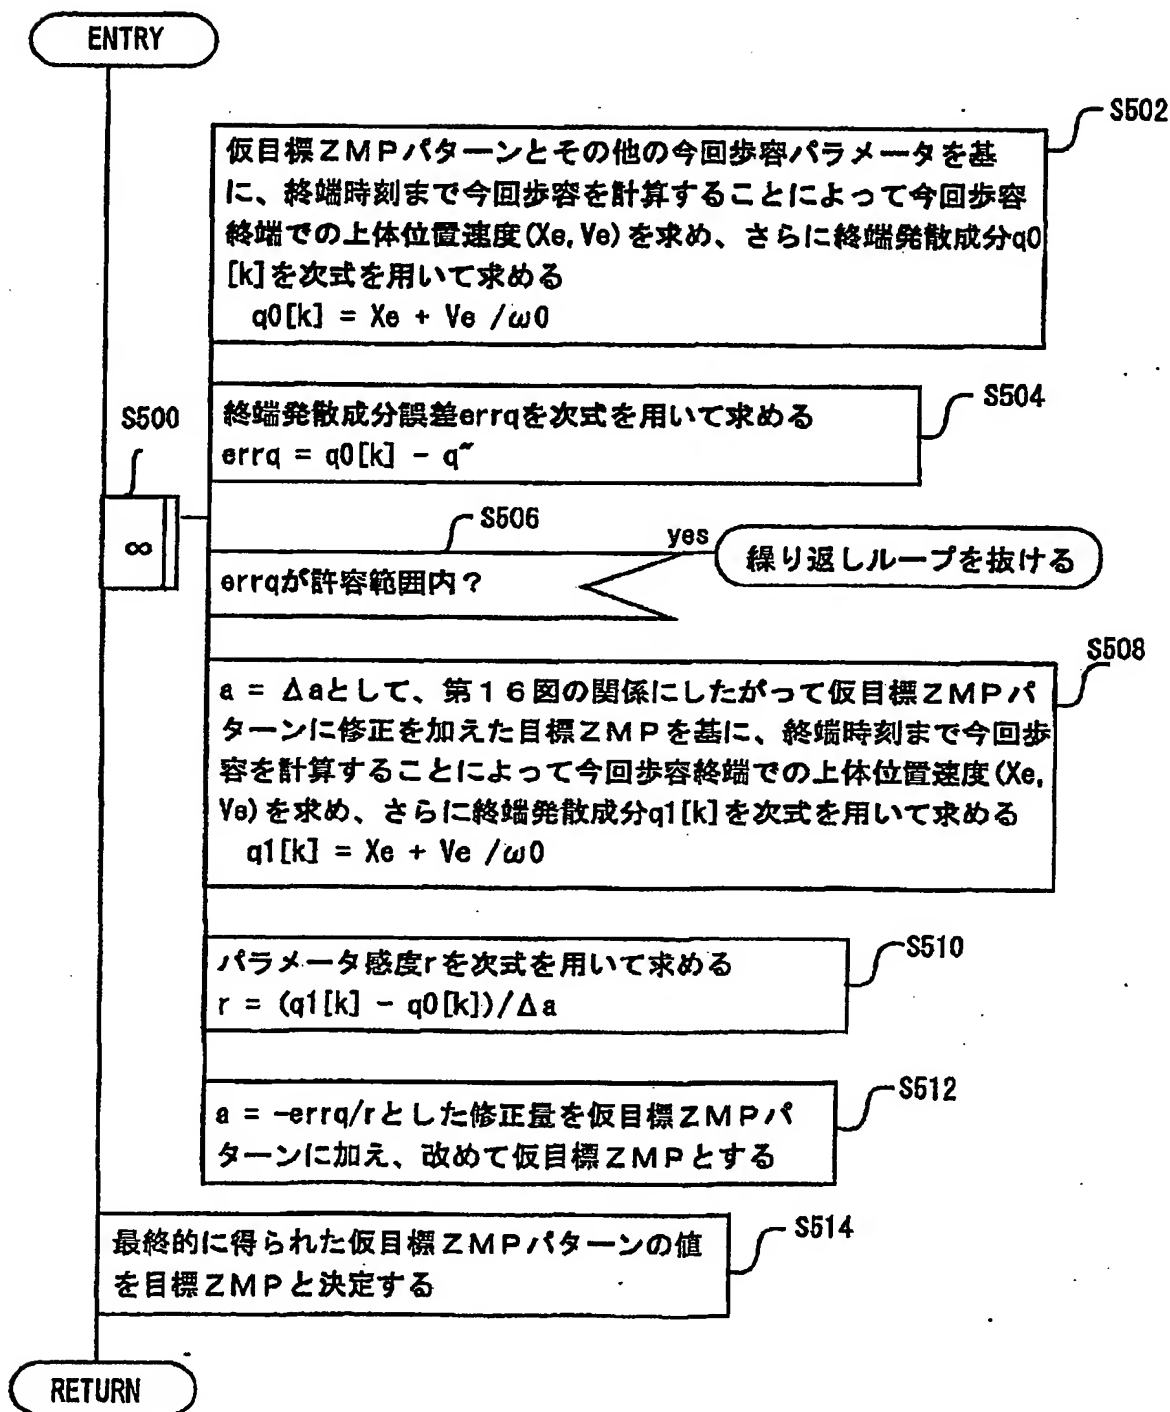 ENTRY
S502
仮目標ZMPパターンとその他の今回歩容パラメータを基
に、終端時刻まで今回歩容を計算することによって今回歩容
終端での上体位置速度(Xe, Ve)を求め、さらに終端発散成分q0
[k]を次式を用いて求める
q0[k] = Xe + Ve /ω0
S500
∞
S504
終端発散成分誤差errqを次式を用いて求める
errq = q0[k] - q~
S506
errqが許容範囲内?
yes
繰り返しループを抜ける
S508
a = Δaとして、第16図の関係にしたがって仮目標ZMPパ
ターンに修正を加えた目標ZMPを基に、終端時刻まで今回歩
容を計算することによって今回歩容終端での上体位置速度(Xe,
Ve)を求め、さらに終端発散成分q1[k]を次式を用いて求める
q1[k] = Xe + Ve /ω0
S510
パラメータ感度rを次式を用いて求める
r = (q1[k] - q0[k])/Δa
S512
a = -errq/rとした修正量を仮目標ZMPパ
ターンに加え、改めて仮目標ZMPとする
S514
最終的に得られた仮目標ZMPパターンの値
を目標ZMPと決定する
RETURN